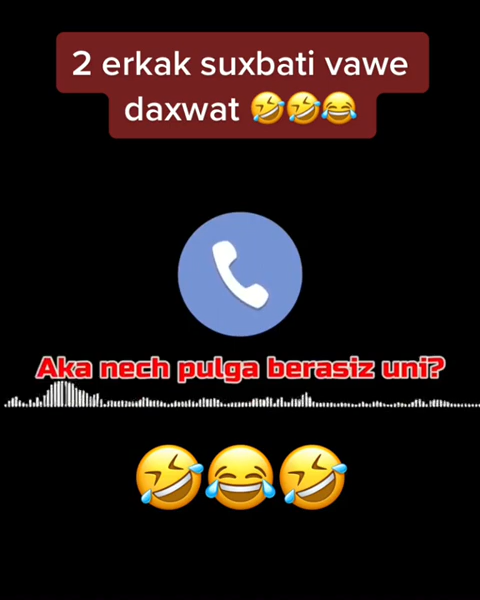 2 erkak suxbati vawe
daxwat 🤣🤣😂
Aka nech pulga berasiz uni?
🤣😂🤣